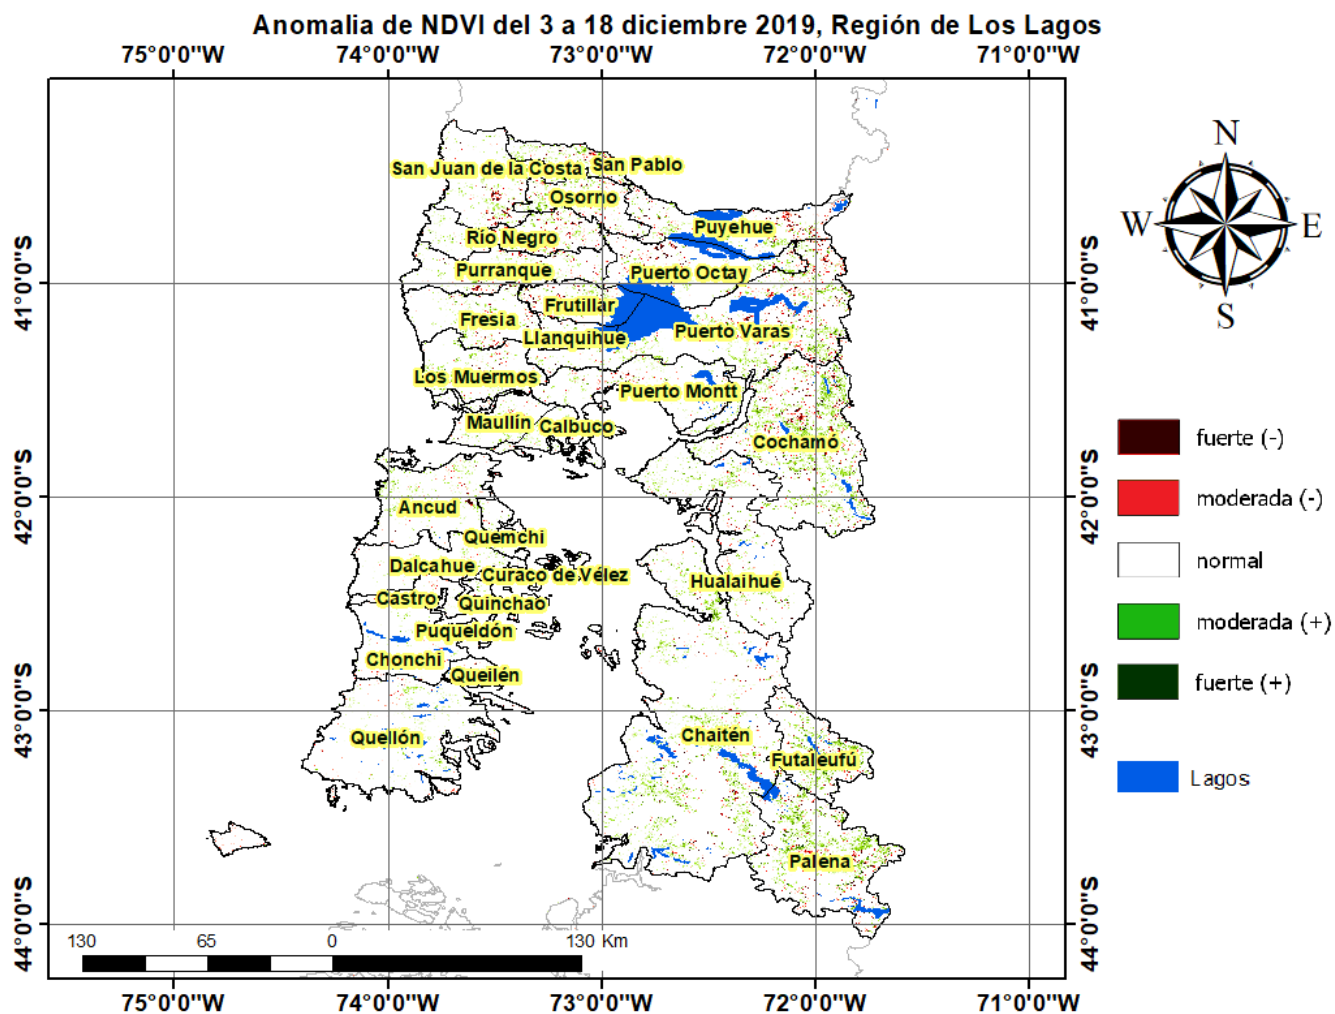 Anomalia de NDVI del 3 a 18 diciembre 2019, Región de Los Lagos
75°0'0"W 74°0'0"W 73°0'0"W 72°0'0"W 71°0'0"W
N
W E
S
41°0'0"S
42°0'0"S
43°0'0"S
44°0'0"S
41°0'0"S
42°0'0"S
43°0'0"S
44°0'0"S
San Juan de la Costa
San Pablo
Osorno
Puyehue
Río Negro
Purranque
Puerto Octay
Frutillar
Fresia
Llanquihue
Puerto Varas
Los Muermos
Puerto Montt
Maullín
Calbuco
Cochamó
Ancud
Quemchi
Dalcahue
Curaco de Vélez
Hualaihué
Castro
Quinchao
Puqueldón
Chonchi
Queilén
Quellón
Chaitén
Futaleufú
Palena
fuerte (-)
moderada (-)
normal
moderada (+)
fuerte (+)
Lagos
130 65 0 130 Km
75°0'0"W 74°0'0"W 73°0'0"W 72°0'0"W 71°0'0"W